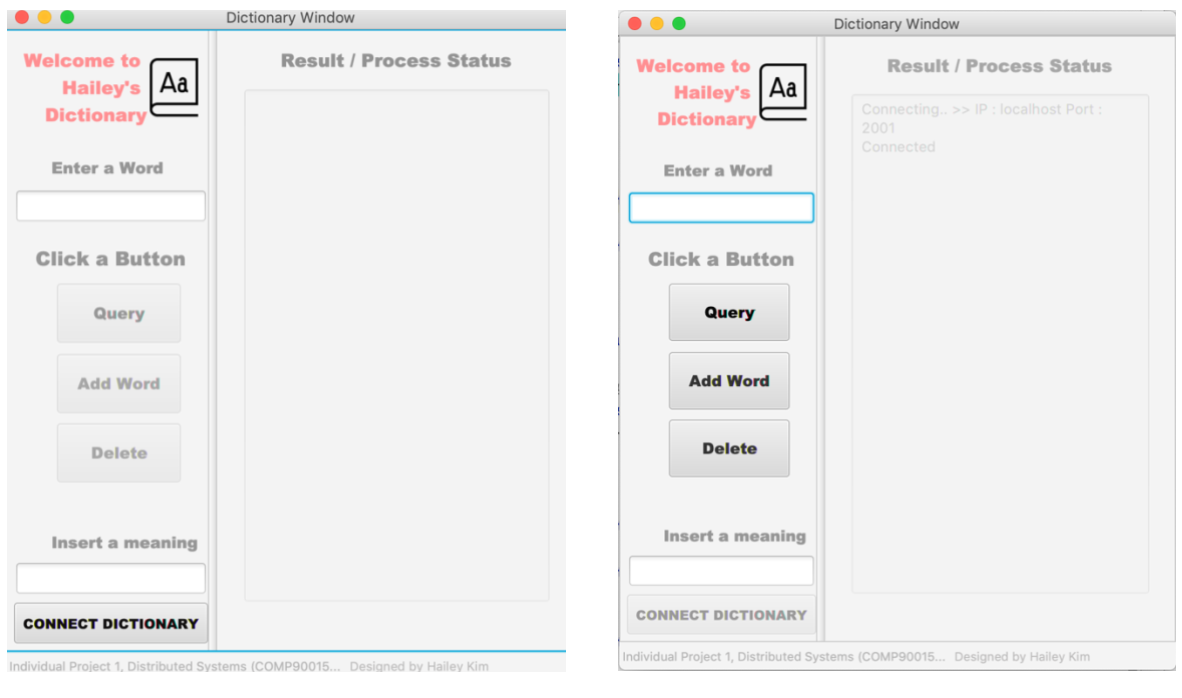 Dictionary Window
Welcome to
Hailey's
Dictionary
Aa
Enter a Word
Click a Button
Query
Add Word
Delete
Insert a meaning
CONNECT DICTIONARY
Result / Process Status
Individual Project 1, Distributed Systems (COMP90015... Designed by Hailey Kim
Dictionary Window
Welcome to
Hailey's
Dictionary
Aa
Enter a Word
Click a Button
Query
Add Word
Delete
Insert a meaning
CONNECT DICTIONARY
Result / Process Status
Connecting.. >> IP : localhost Port :
2001
Connected
Individual Project 1, Distributed Systems (COMP90015... Designed by Hailey Kim